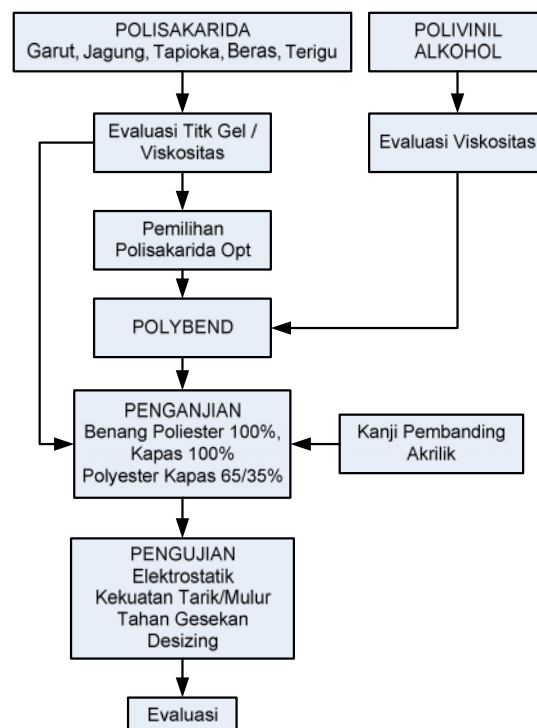 POLISAKARIDA
Garut, Jagung, Tapioka, Beras, Terigu
POLIVINIL
ALKOHOL
Evaluasi Titk Gel /
Viskositas
Evaluasi Viskositas
Pemilihan
Polisakarida Opt
POLYBEND
PENGANJIAN
Benang Poliester 100%,
Kapas 100%
Polyester Kapas 65/35%
Kanji Pembanding
Akrilik
PENGUJIAN
Elektrostatik
Kekuatan Tarik/Mulur
Tahan Gesekan
Desizing
Evaluasi